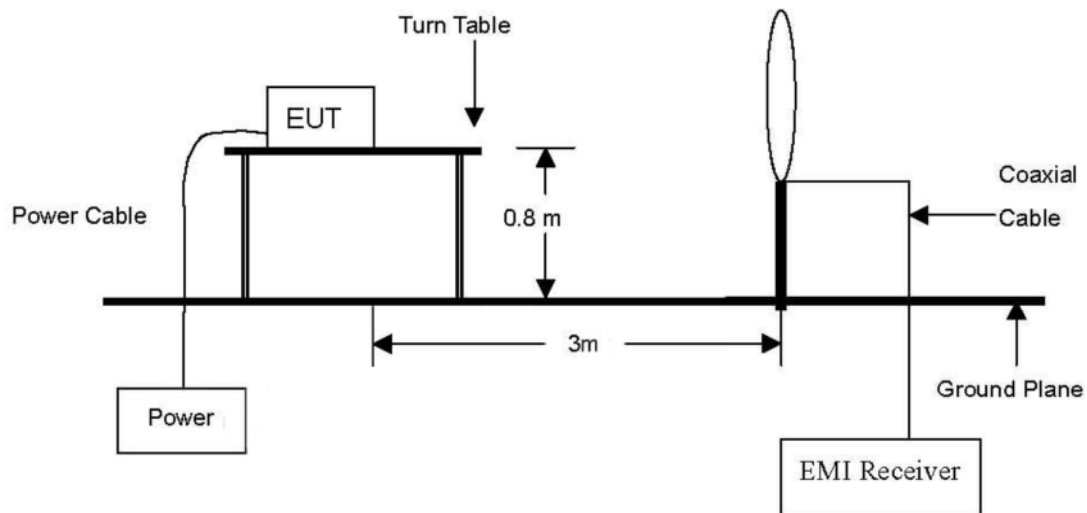 Turn Table
EUT
Power Cable
0.8 m
Coaxial
Cable
3m
Ground Plane
Power
EMI Receiver